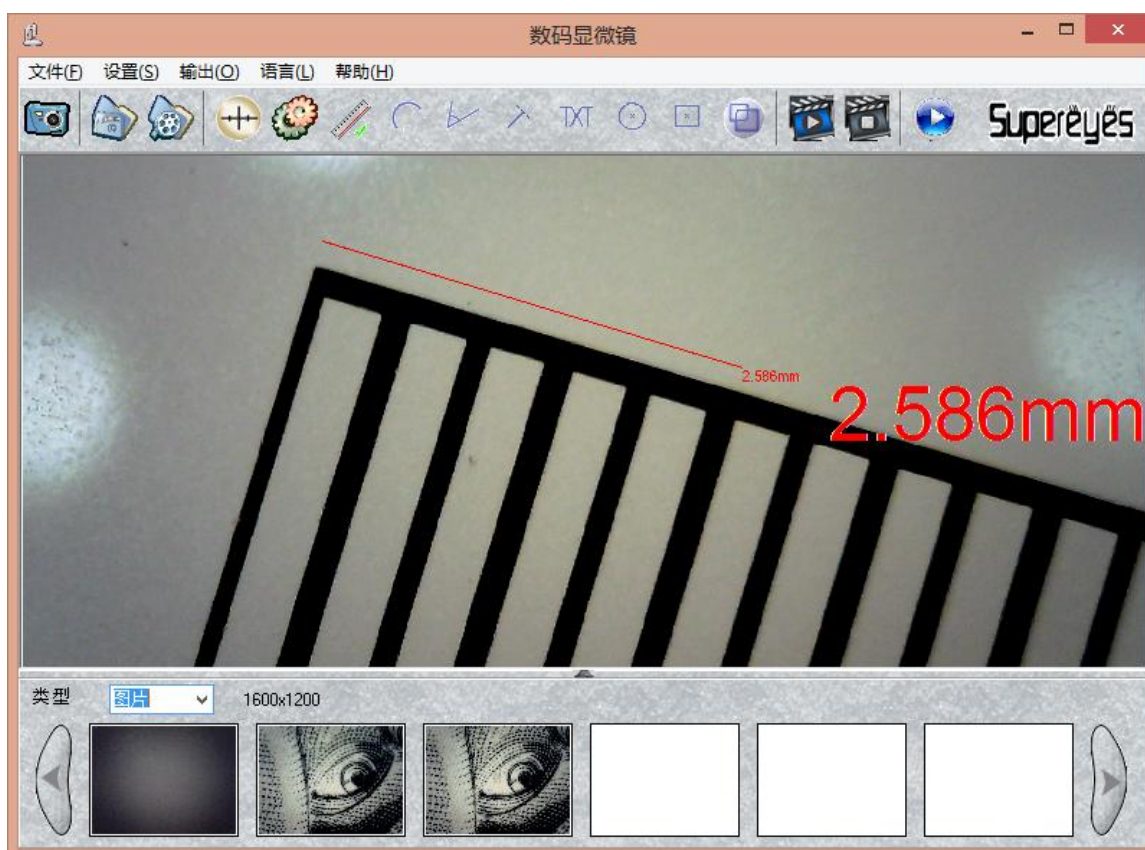 数码显微镜
文件(F) 设置(S) 输出(O) 语言(L) 帮助(H)
TXT Supereyes
2.586mm
2.586mm
类型 图片 1600x1200